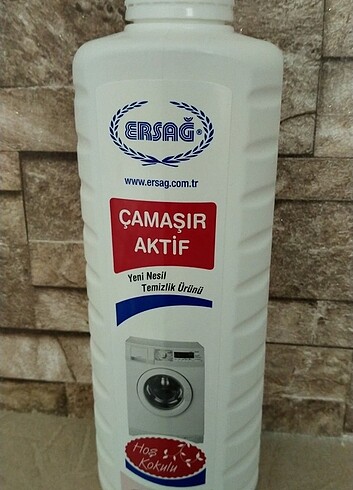 ERSAĞ®
www.ersag.com.tr
ÇAMAŞIR
AKTİF
Yeni Nesil
Temizlik Ürünü
Hoş
Kokulu